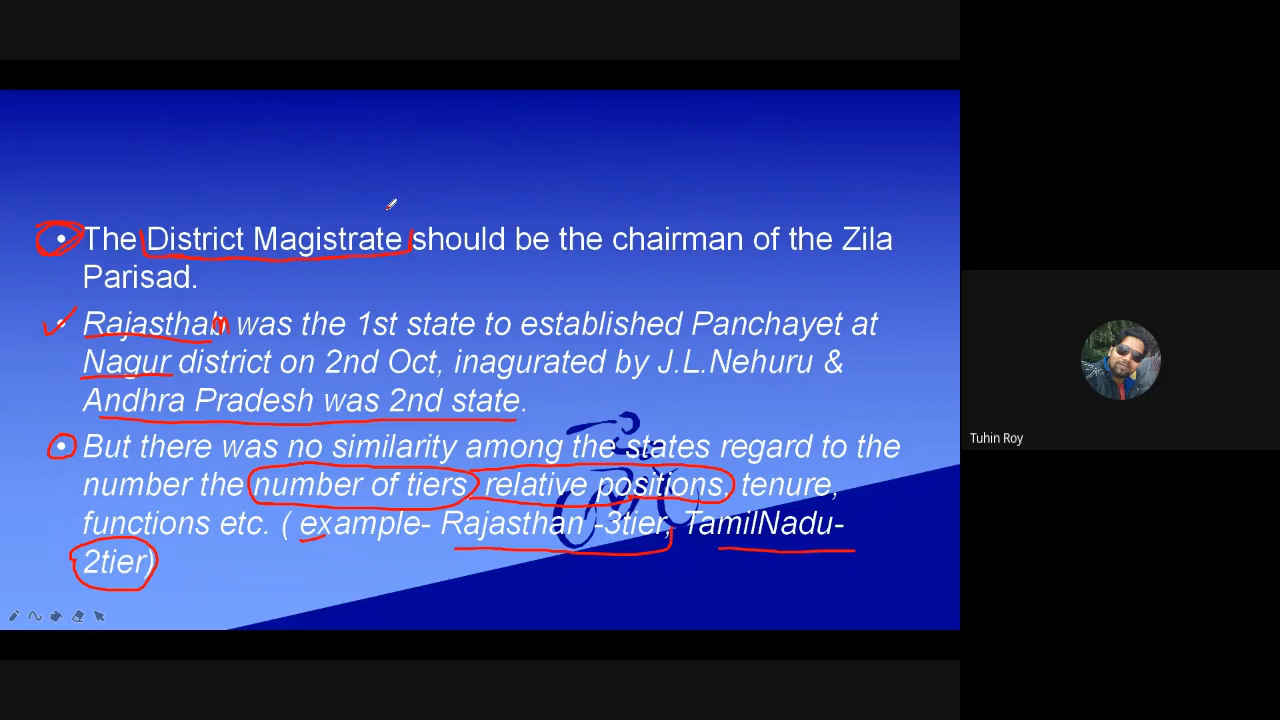 The District Magistrate should be the chairman of the Zila
Parisad.
Rajasthan was the 1st state to established Panchayet at
Nagur district on 2nd Oct, inagurated by J.L.Nehuru &
Andhra Pradesh was 2nd state.
But there was no similarity among the states regard to the
number the number of tiers, relative positions, tenure,
functions etc. ( example- Rajasthan -3tier, TamilNadu-
2tier)
Tuhin Roy